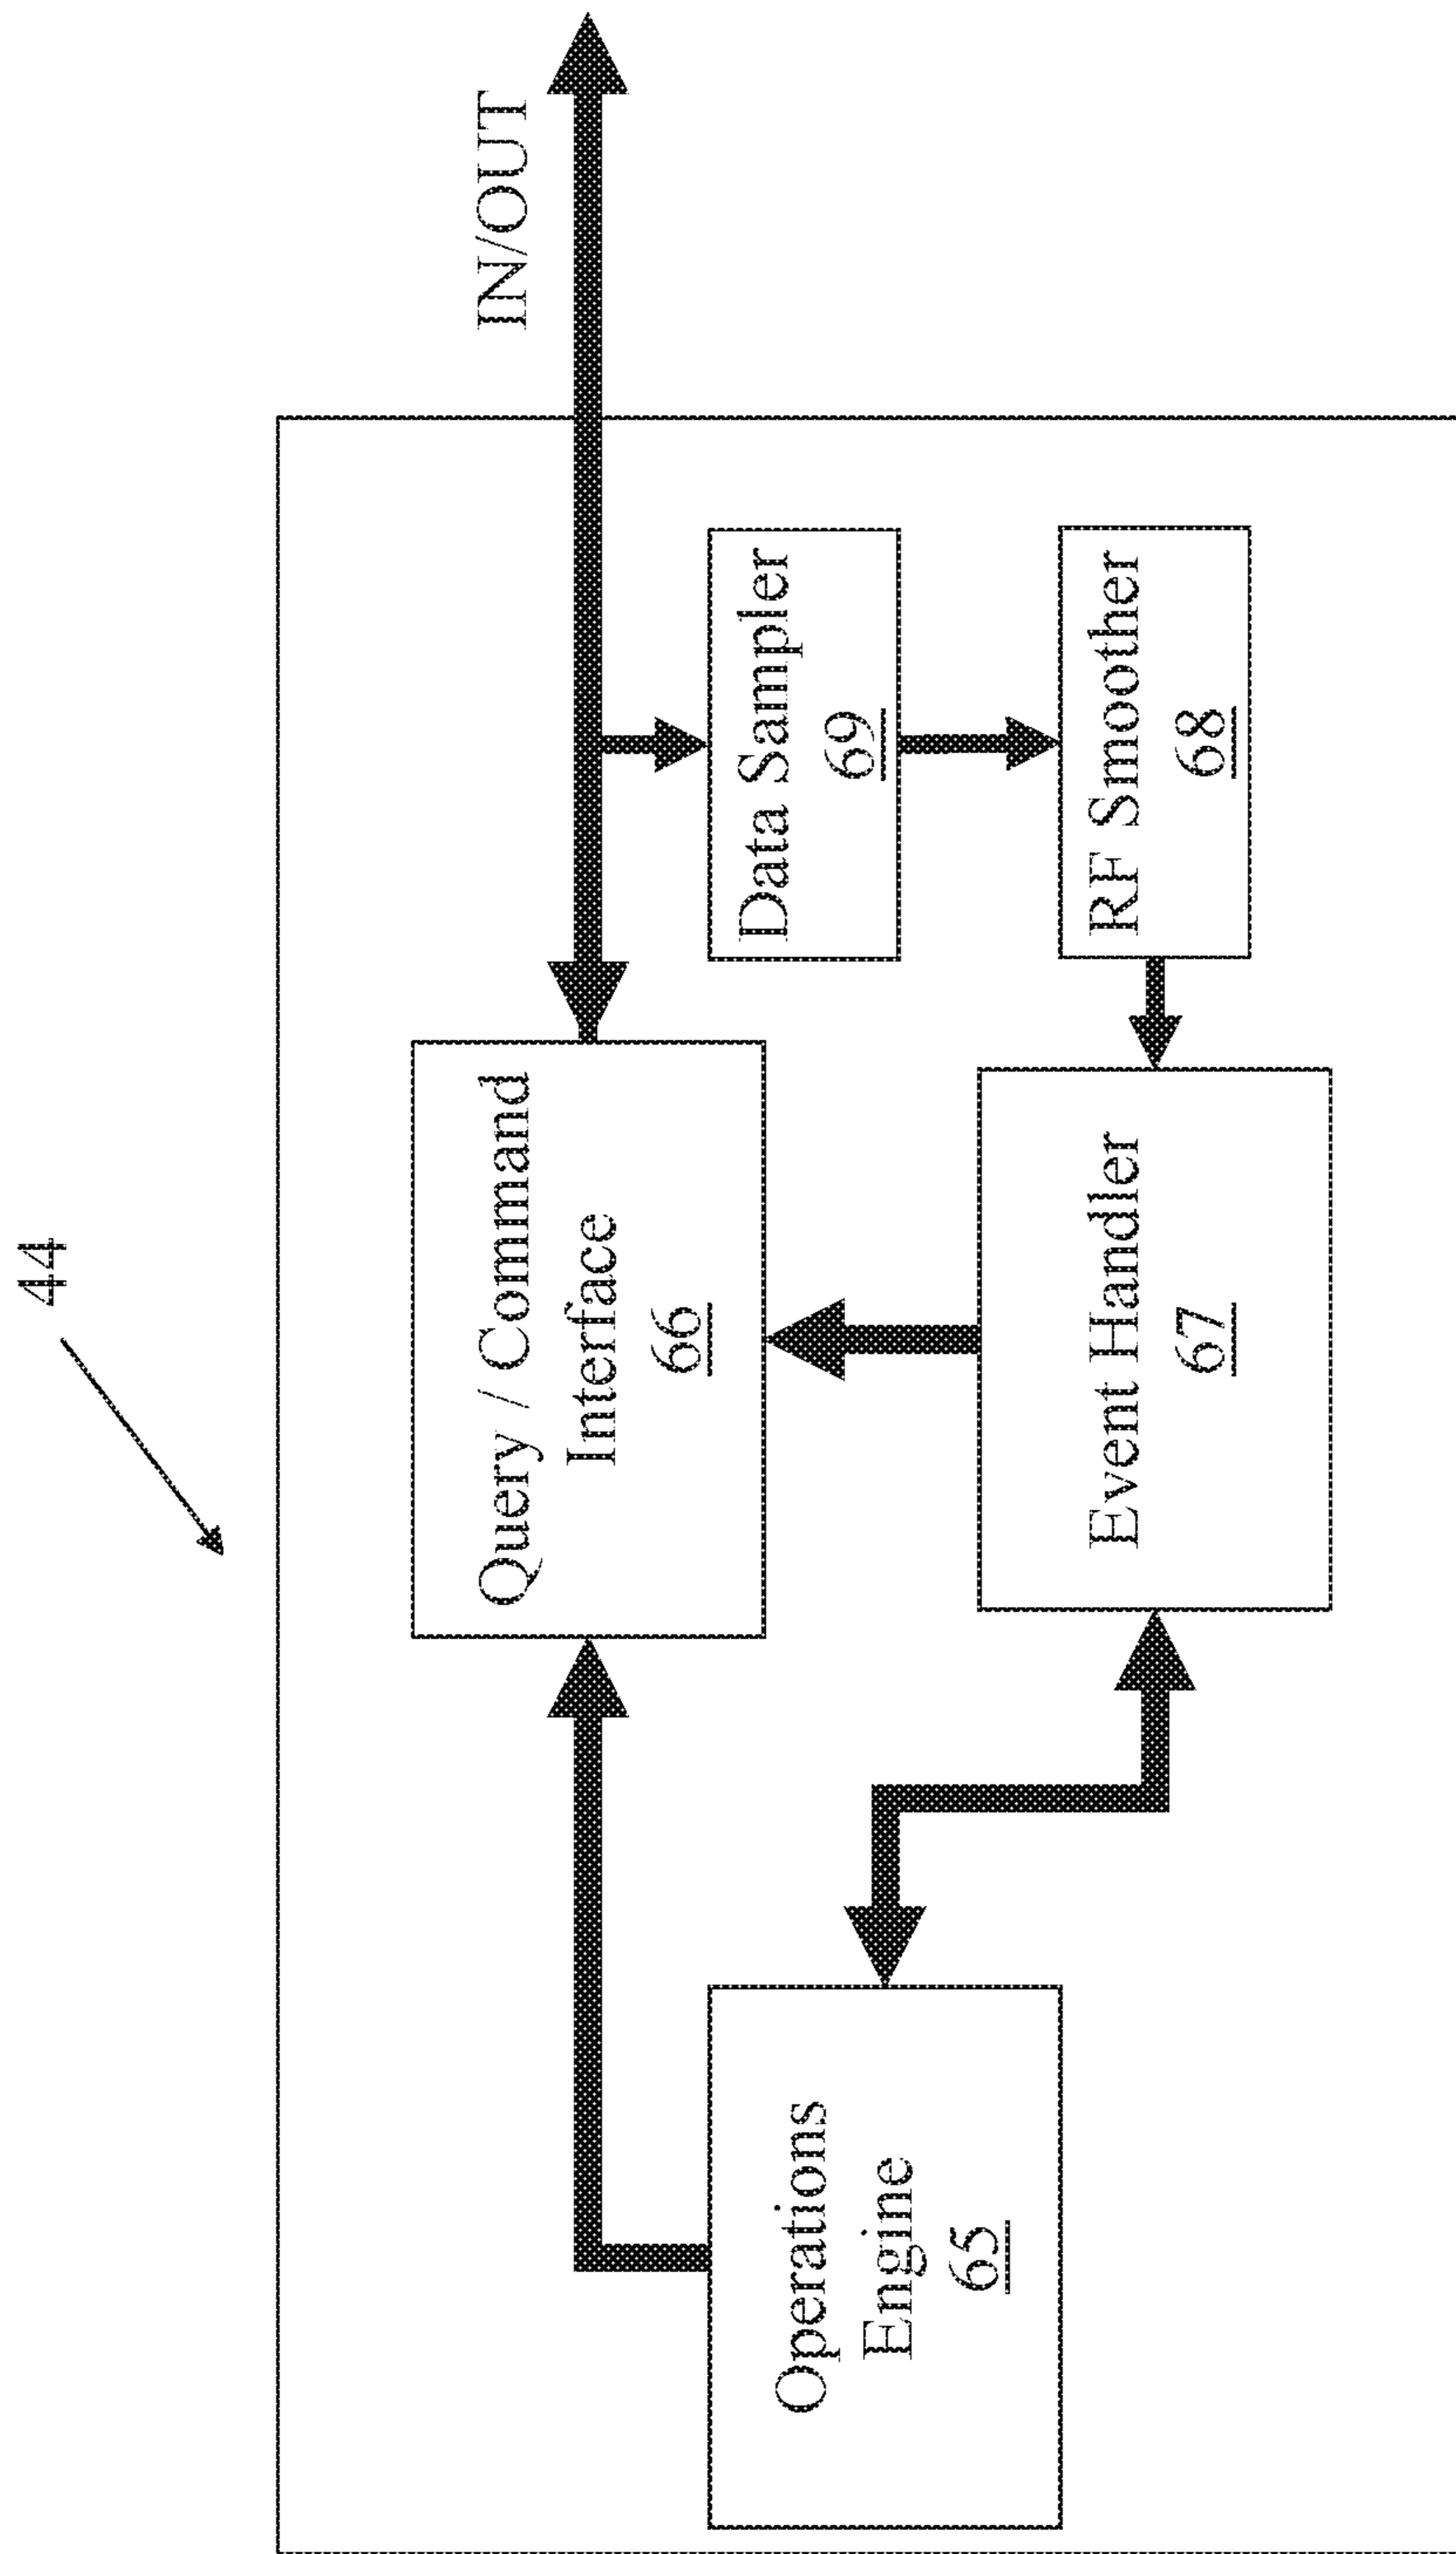 44
IN/OUT
Query / Command
Interface
66
Data Sampler
69
Operations
Engine
65
Event Handler
67
RF Smoother
68